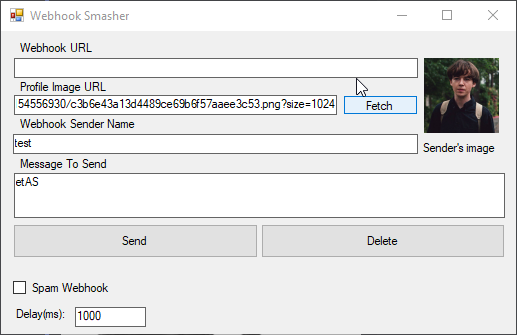 Webhook Smasher
Webhook URL
Profile Image URL
54556930/c3b6e43a13d4489ce69b6f57aaee3c53.png?size=1024
Fetch
Webhook Sender Name
test
Sender's image
Message To Send
etAS
Send
Delete
Spam Webhook
Delay(ms):
1000